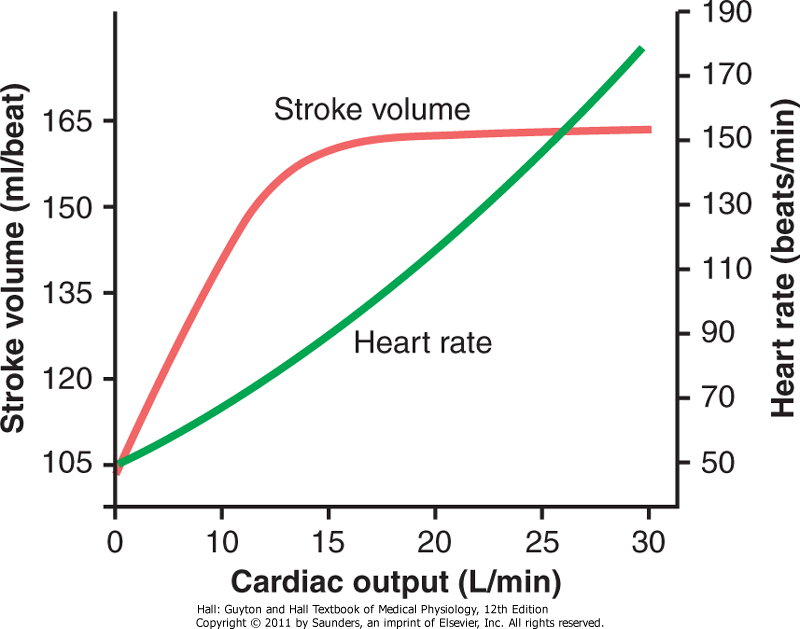 Stroke volume (ml/beat)
165
150
135
120
105
Stroke volume
Heart rate
190
170
150
130
110
90
70
50
Heart rate (beats/min)
0 10 15 20 25 30
Cardiac output (L/min)
Hall: Guyton and Hall Textbook of Medical Physiology, 12th Edition
Copyright © 2011 by Saunders, an imprint of Elsevier, Inc. All rights reserved.